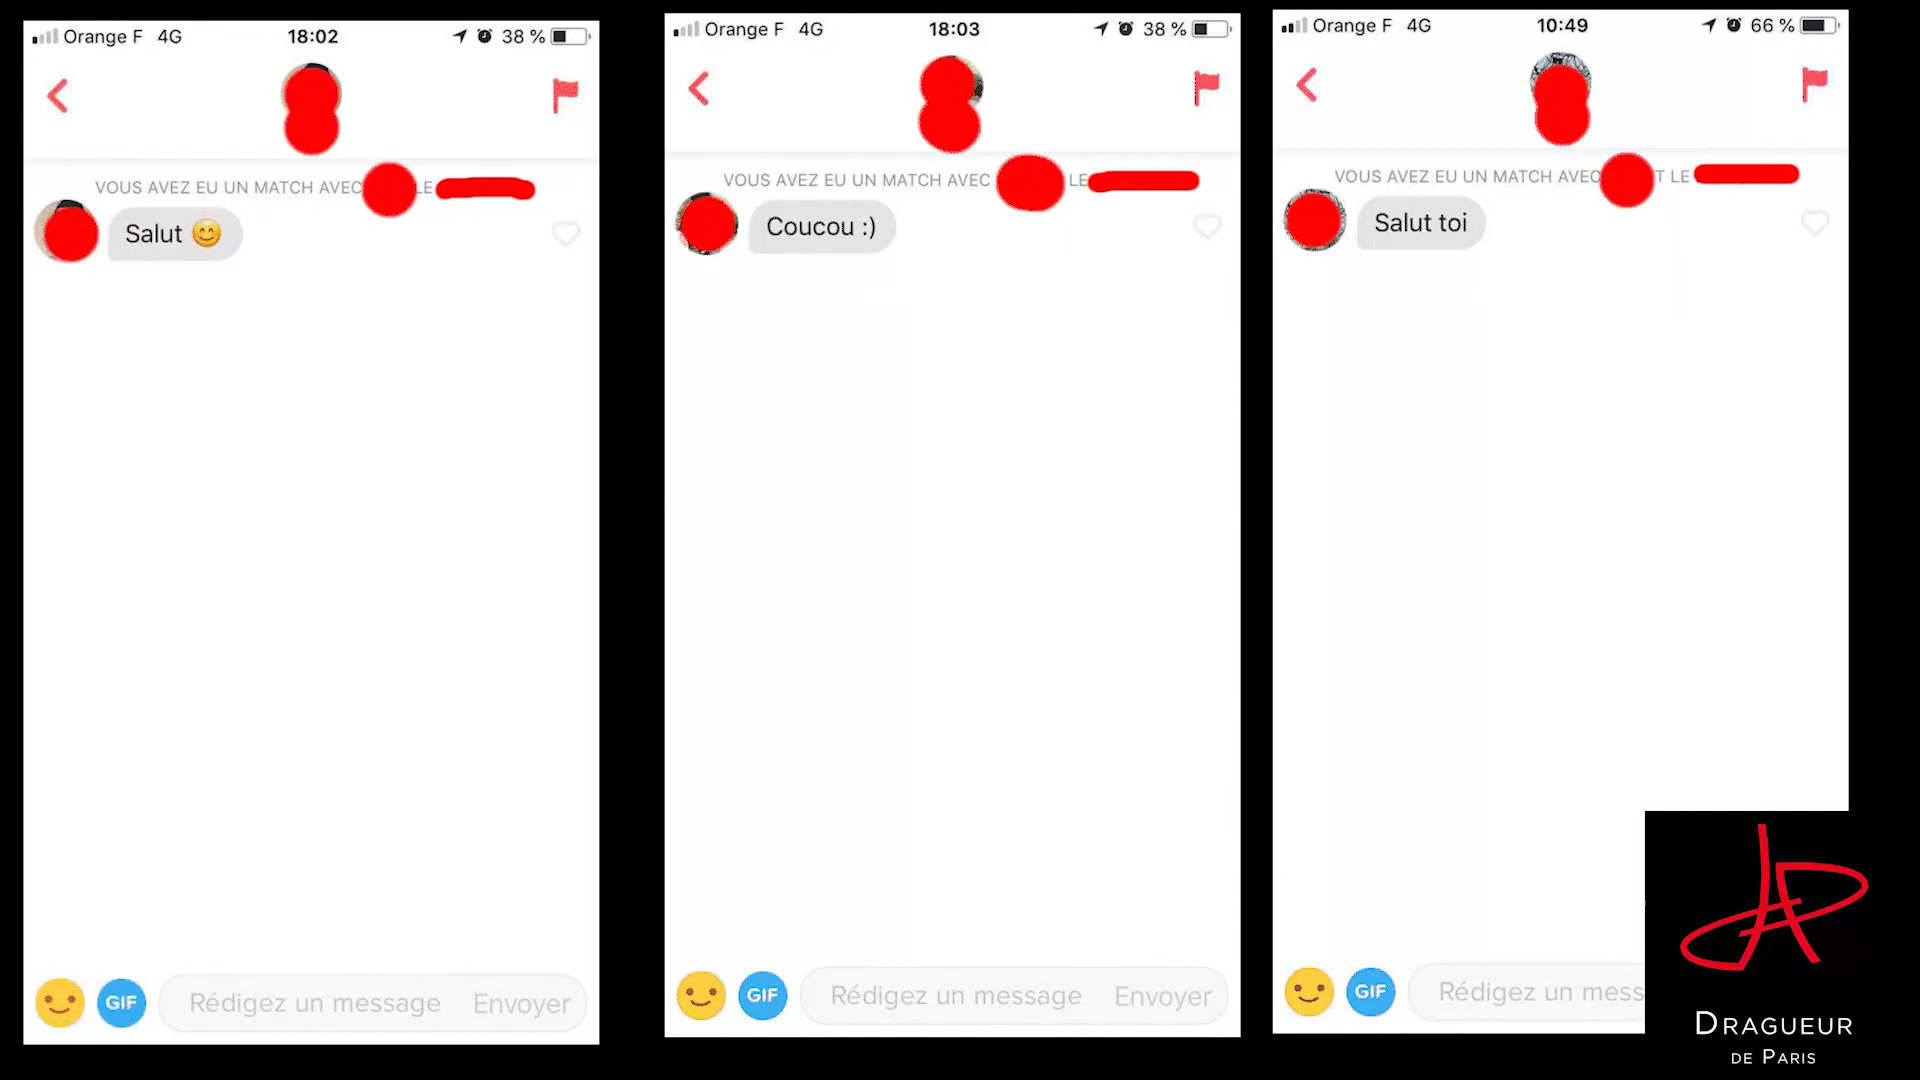 Orange F 4G 18:02 38 %
VOUS AVEZ EU UN MATCH AVEC LE
Salut 😊
GIF Rédigez un message Envoyer
Orange F 4G 18:03 38 %
VOUS AVEZ EU UN MATCH AVEC LE
Coucou :)
GIF Rédigez un message Envoyer
Orange F 4G 10:49 66 %
VOUS AVEZ EU UN MATCH AVEC T LE
Salut toi
GIF Rédigez un mess
DRAGUEUR
DE PARIS